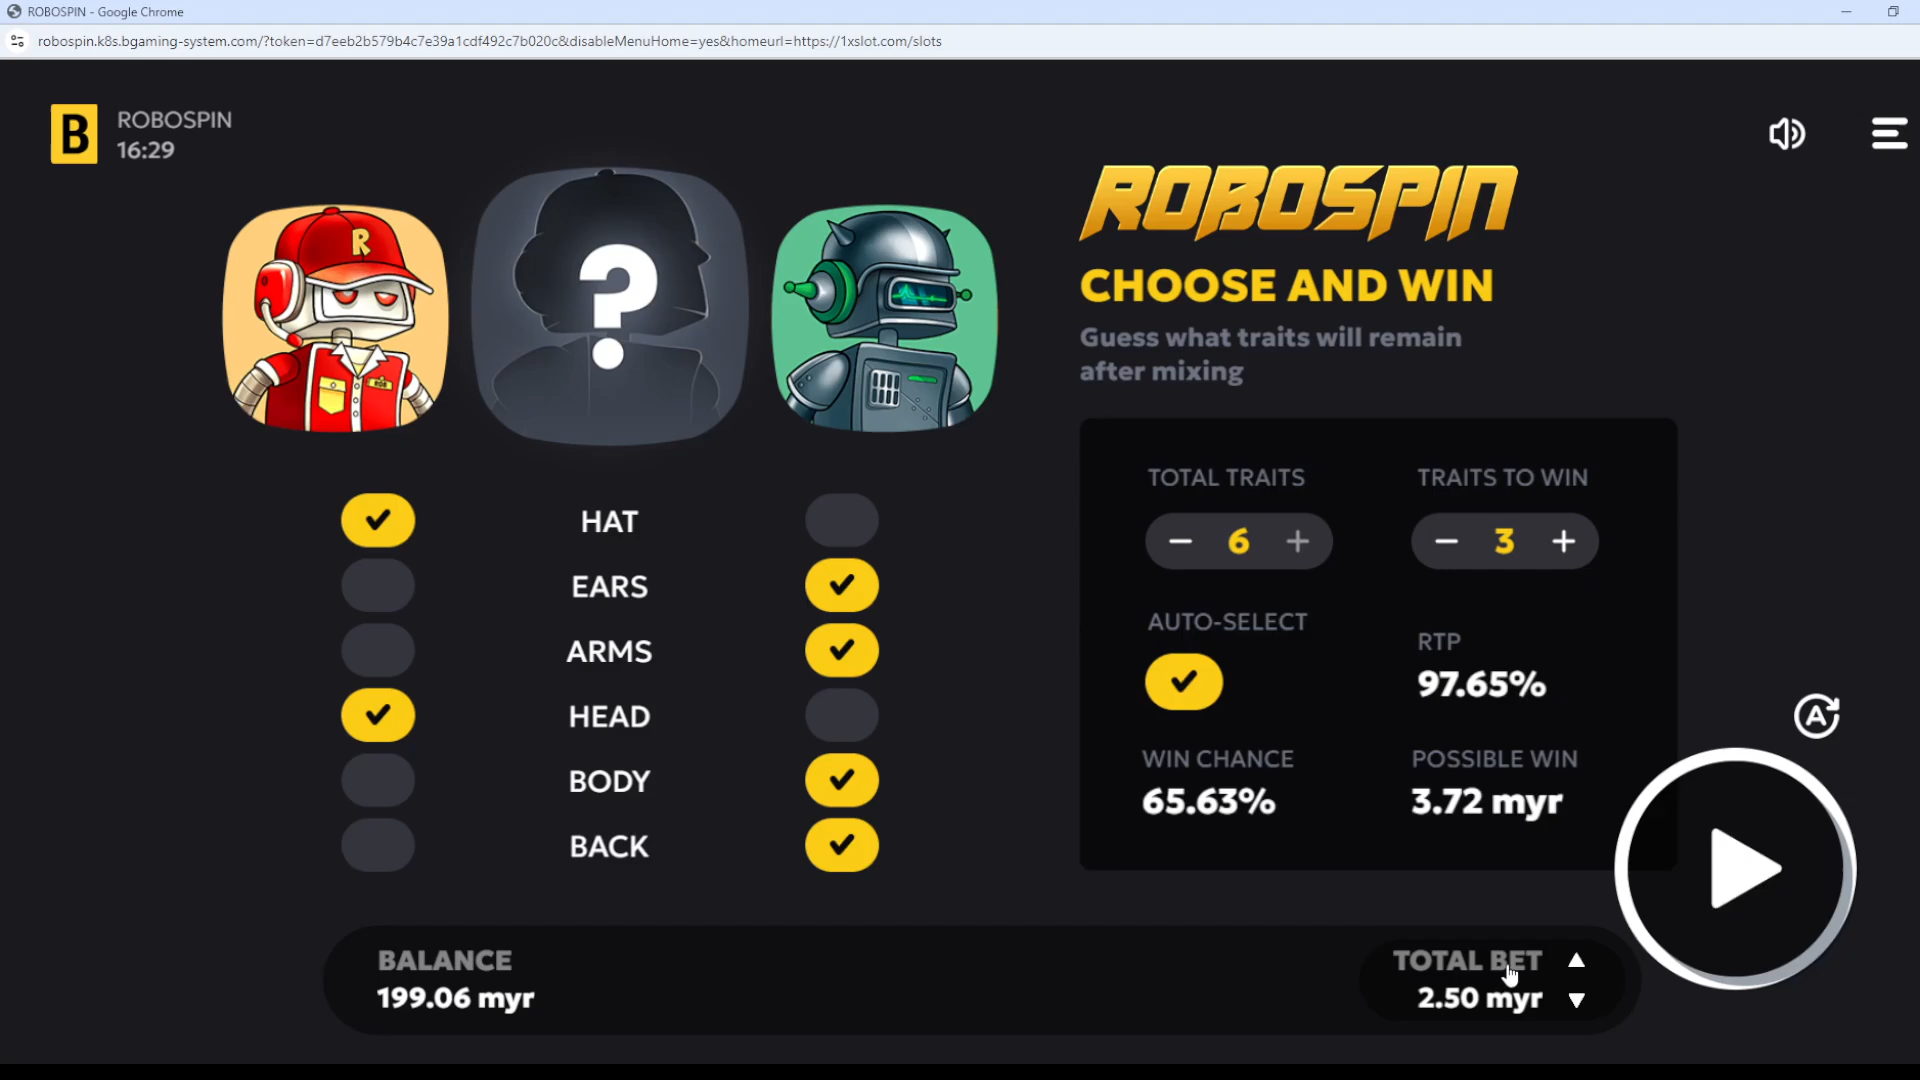 ROBOSPIN - Google Chrome
robospin.k8s.bgaming-system.com/?token=d7eeb2b579b4c7e39a1cdf492c7b020c&disableMenuHome=yes&homeurl=https://1xslot.com/slots
B
ROBOSPIN
16:29
R
ROB
?
ROBOSPIN
CHOOSE AND WIN
Guess what traits will remain
after mixing
HAT
EARS
ARMS
HEAD
BODY
BACK
TOTAL TRAITS
6
TRAITS TO WIN
3
AUTO-SELECT
RTP
97.65%
WIN CHANCE
65.63%
POSSIBLE WIN
3.72 myr
A
BALANCE
199.06 myr
TOTAL BET
2.50 myr